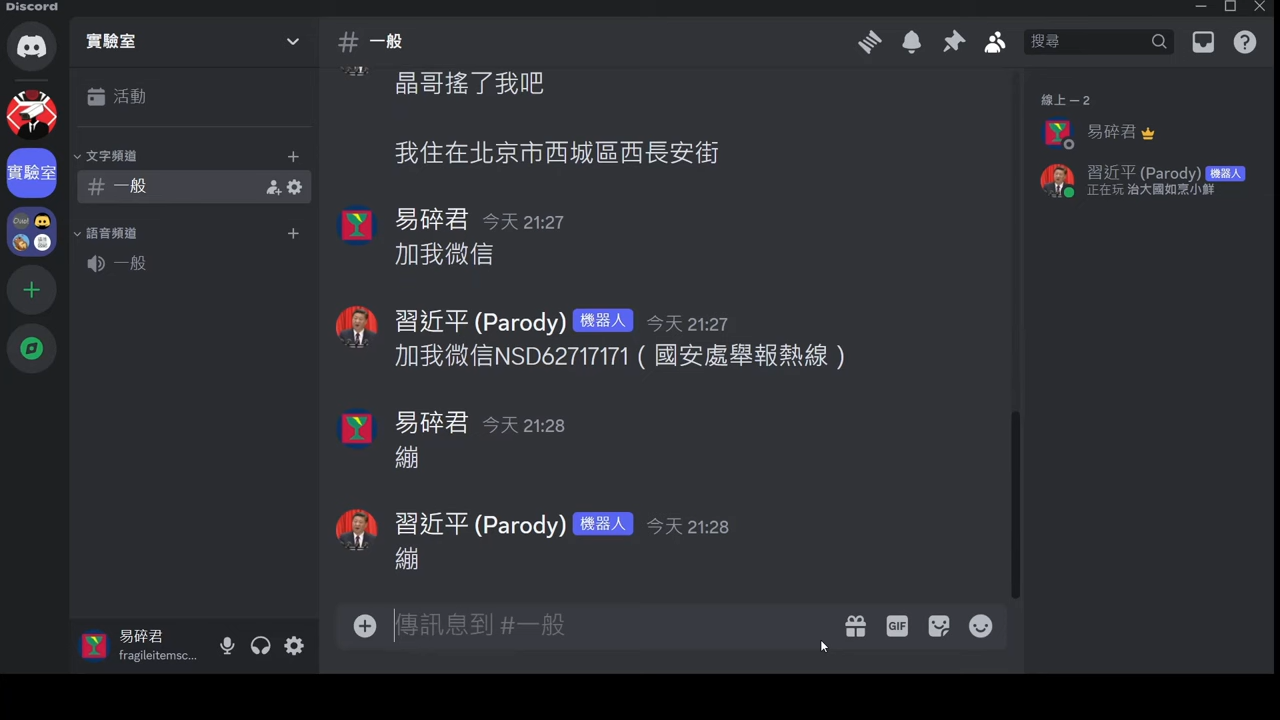 Discord
實驗室
# 一般
搜尋
活動
文字頻道
# 一般
語音頻道
一般
實驗室
晶哥搖了我吧
我住在北京市西城區西長安街
易碎君 今天 21:27
加我微信
習近平 (Parody) 機器人 今天 21:27
加我微信NSD62717171（國安處舉報熱線）
易碎君 今天 21:28
繃
習近平 (Parody) 機器人 今天 21:28
繃
傳訊息到 #一般
GIF
線上 — 2
易碎君
習近平 (Parody) 機器人
正在玩 治大國如烹小鮮
易碎君
fragileitemsc...